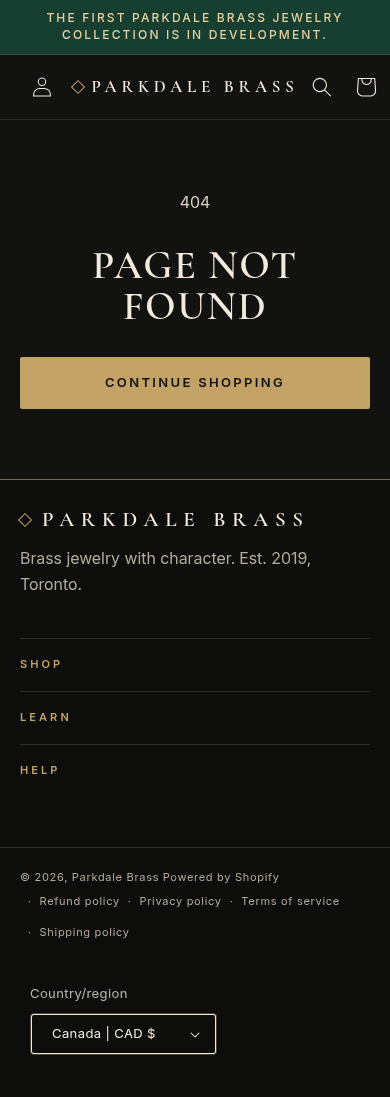 THE FIRST PARKDALE BRASS JEWELRY
COLLECTION IS IN DEVELOPMENT.
PARKDALE BRASS
404
PAGE NOT
FOUND
CONTINUE SHOPPING
PARKDALE BRASS
Brass jewelry with character. Est. 2019,
Toronto.
SHOP
LEARN
HELP
© 2026, Parkdale Brass Powered by Shopify
· Refund policy · Privacy policy · Terms of service
· Shipping policy
Country/region
Canada | CAD $